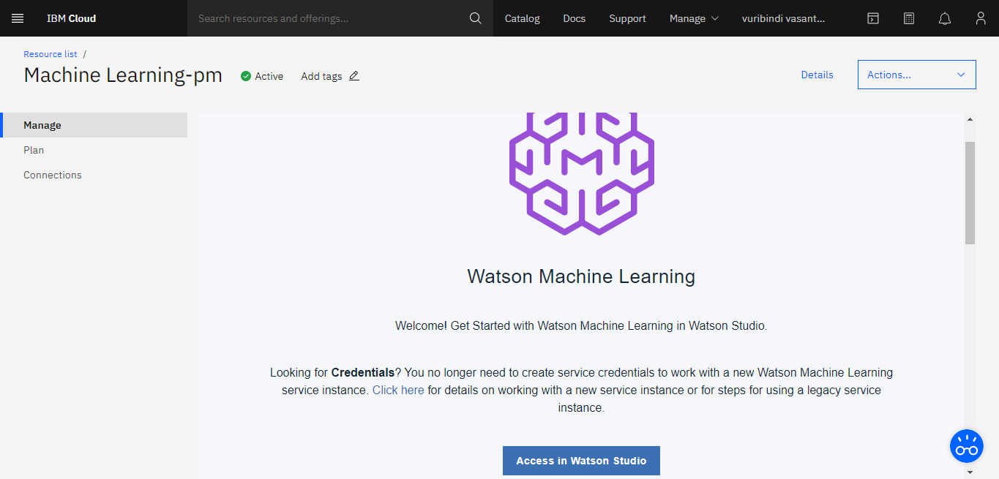 IBM Cloud
Search resources and offerings...
Catalog
Docs
Support
Manage
vuribindi vasant...
Resource list /
Machine Learning-pm
Active
Add tags
Details
Actions...
Manage
Plan
Connections
Watson Machine Learning
Welcome! Get Started with Watson Machine Learning in Watson Studio.
Looking for Credentials? You no longer need to create service credentials to work with a new Watson Machine Learning
service instance. Click here for details on working with a new service instance or for steps for using a legacy service
instance.
Access in Watson Studio